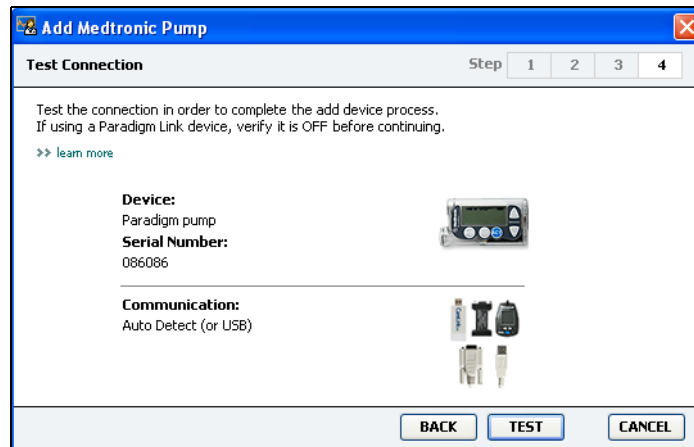 Add Medtronic Pump
Test Connection
Step 1 2 3 4
Test the connection in order to complete the add device process.
If using a Paradigm Link device, verify it is OFF before continuing.
>> learn more
Device:
Paradigm pump
Serial Number:
086086
Communication:
Auto Detect (or USB)
BACK TEST CANCEL